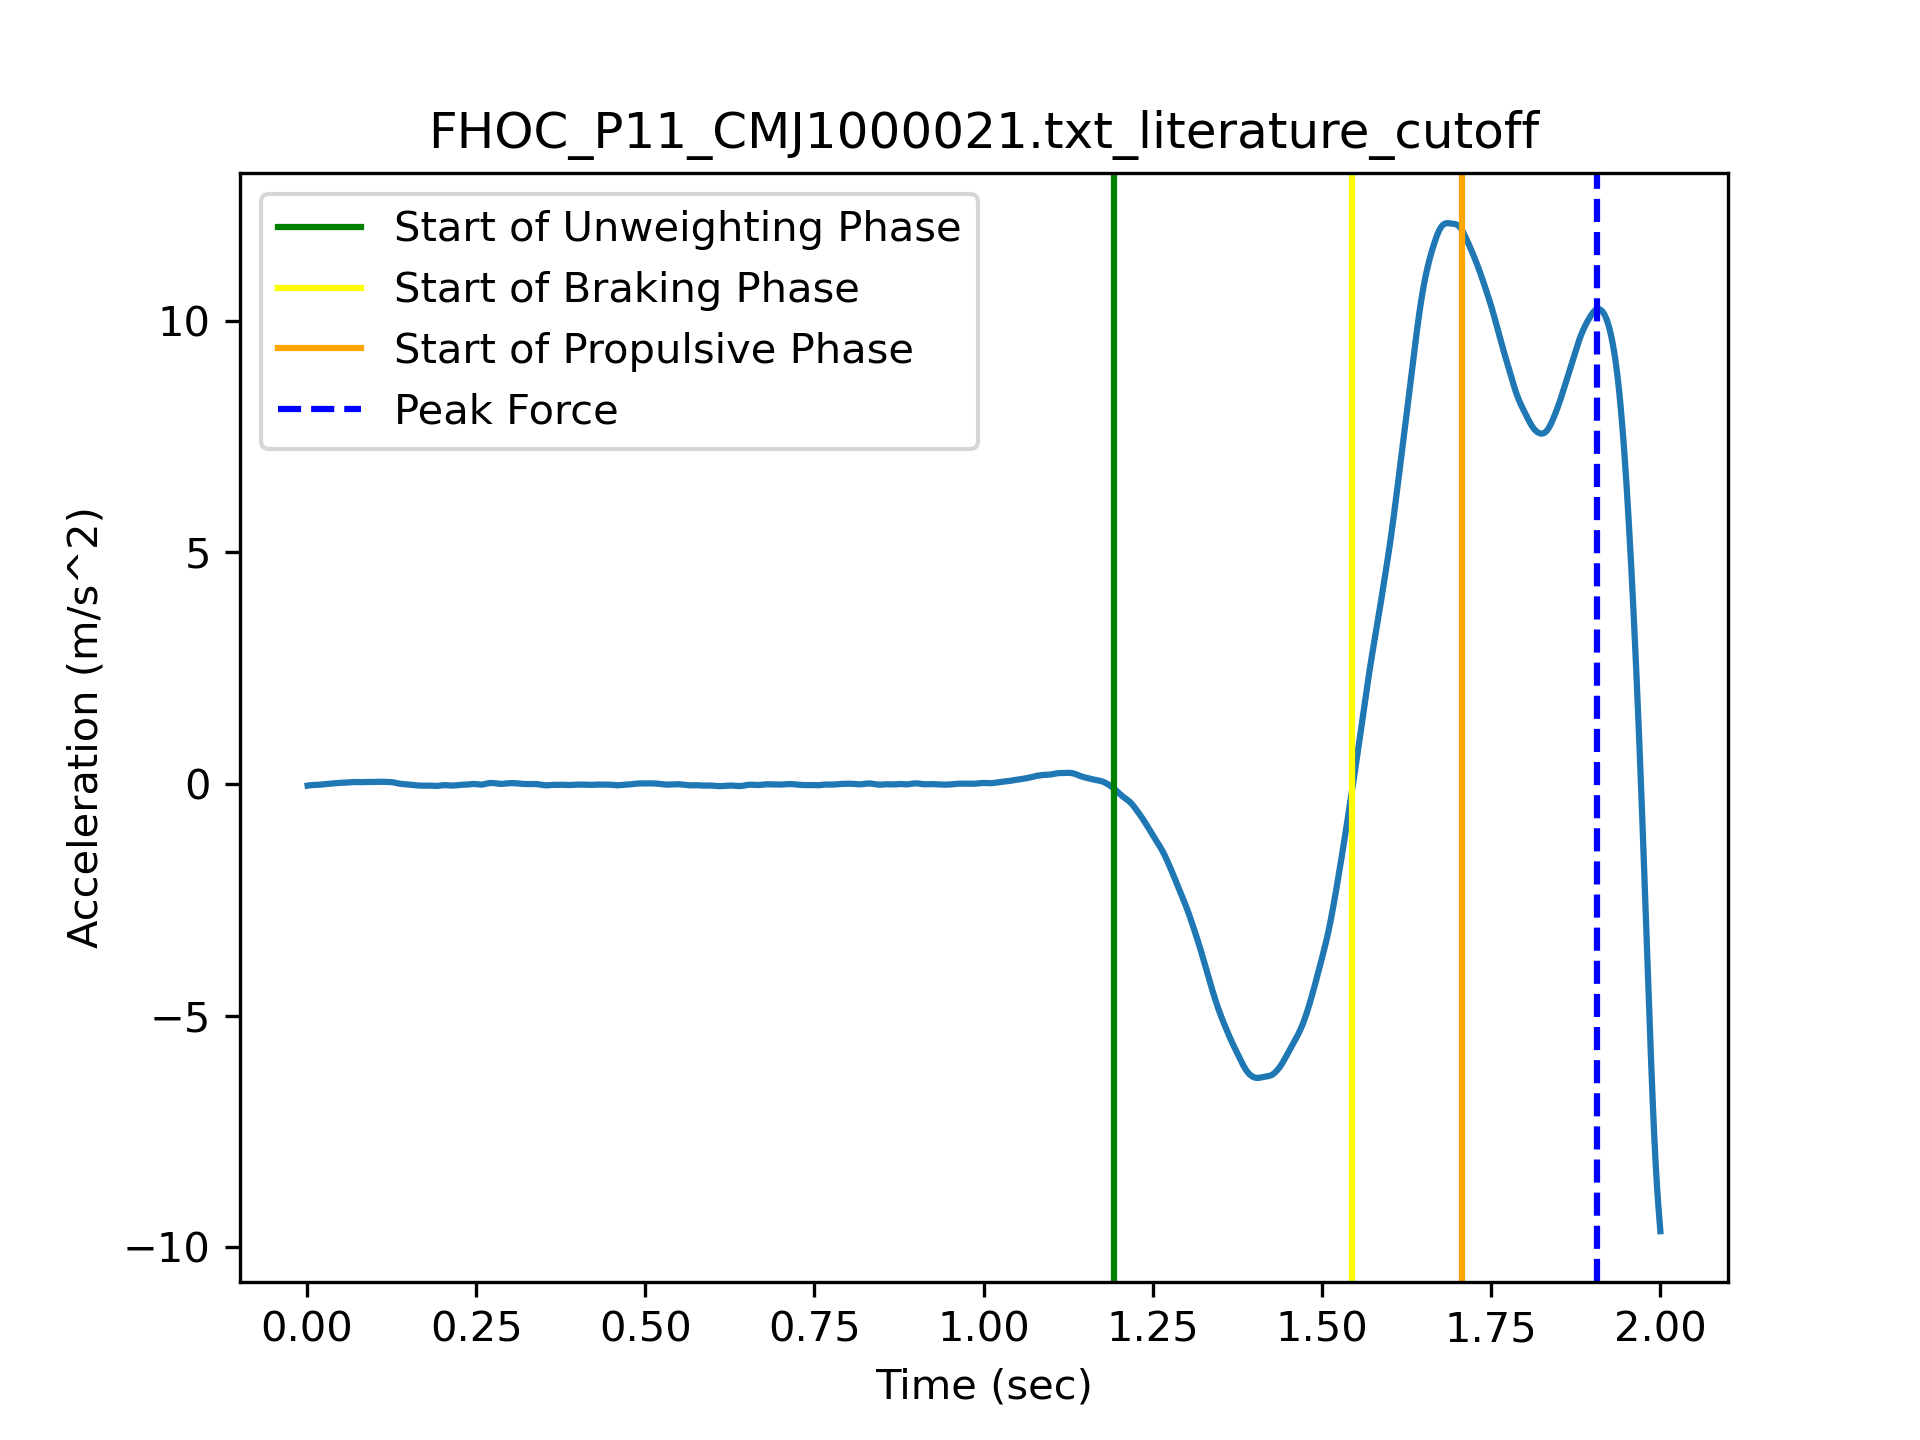 FHOC_P11_CMJ1000021.txt_literature_cutoff
Start of Unweighting Phase
Start of Braking Phase
Start of Propulsive Phase
Peak Force
10
5
0
−5
−10
Acceleration (m/s^2)
0.00 0.25 0.50 0.75 1.00 1.25 1.50 1.75 2.00
Time (sec)